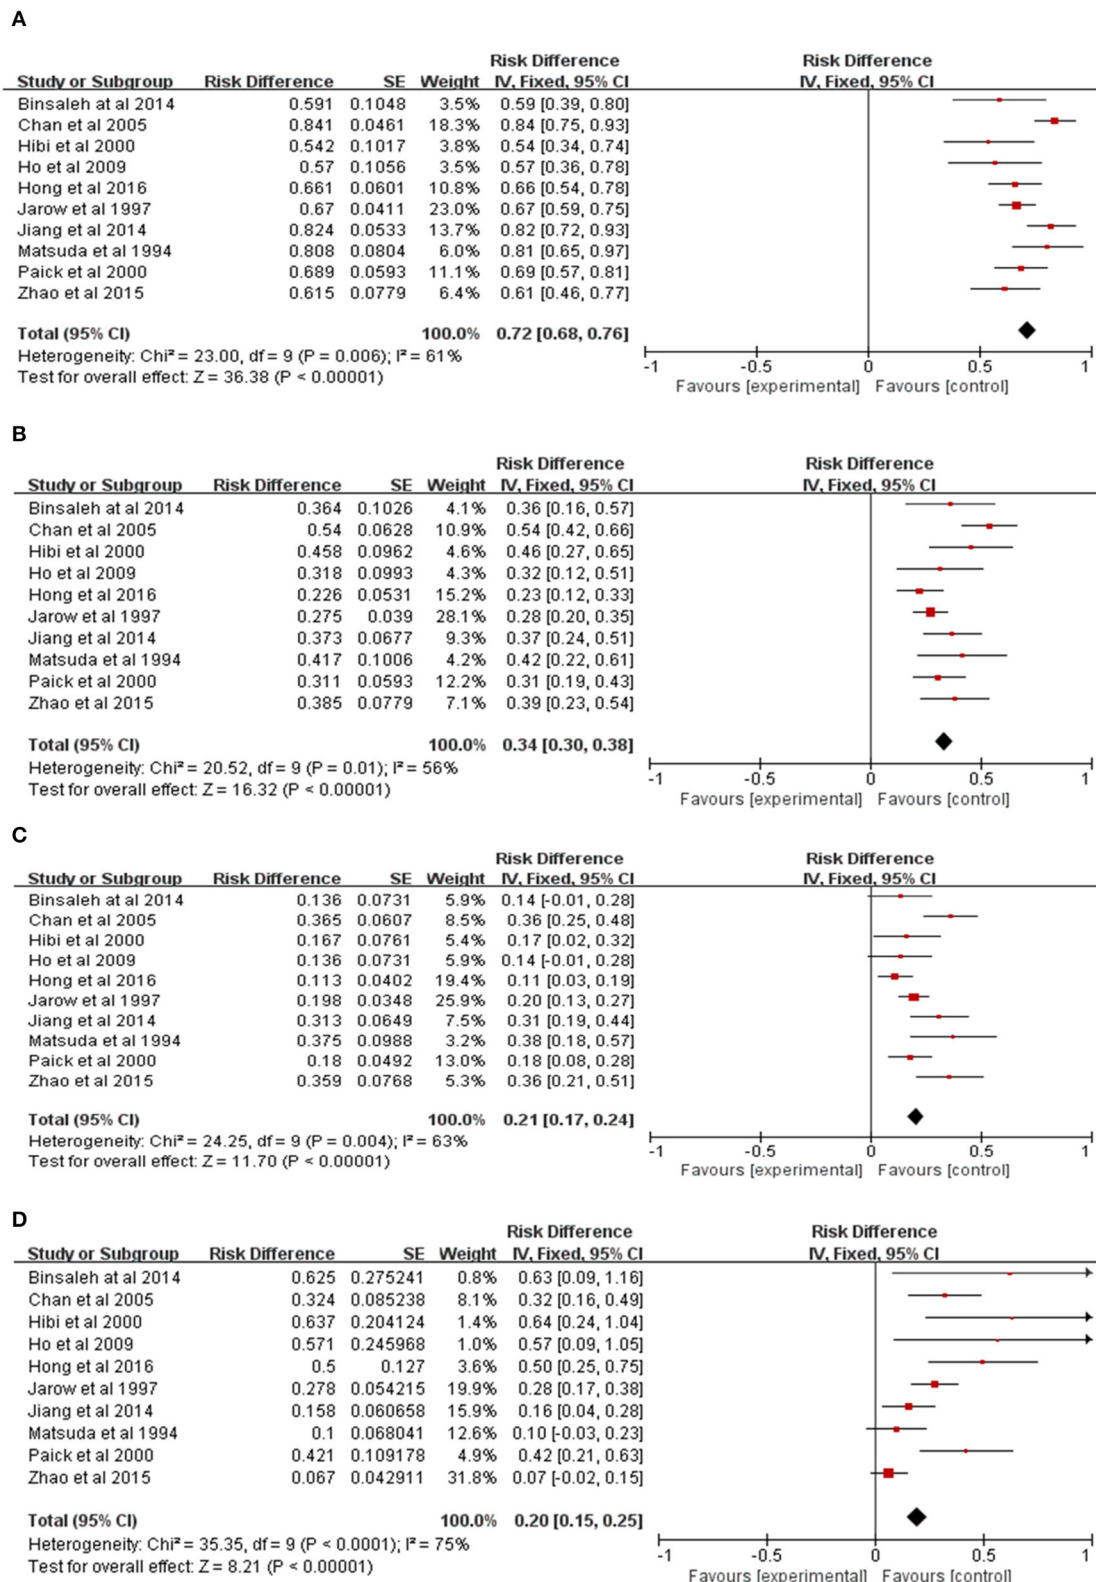 A
Risk Difference Risk Difference
Study or Subgroup Risk Difference SE Weight IV, Fixed, 95% CI IV, Fixed, 95% CI
Binsaleh at al 2014 0.591 0.1048 3.5% 0.59 [0.39, 0.80]
Chan et al 2005 0.841 0.0461 18.3% 0.84 [0.75, 0.93]
Hibi et al 2000 0.542 0.1017 3.8% 0.54 [0.34, 0.74]
Ho et al 2009 0.57 0.1056 3.5% 0.57 [0.36, 0.78]
Hong et al 2016 0.661 0.0601 10.8% 0.66 [0.54, 0.78]
Jarow et al 1997 0.67 0.0411 23.0% 0.67 [0.59, 0.75]
Jiang et al 2014 0.824 0.0533 13.7% 0.82 [0.72, 0.93]
Matsuda et al 1994 0.808 0.0804 6.0% 0.81 [0.65, 0.97]
Paick et al 2000 0.689 0.0593 11.1% 0.69 [0.57, 0.81]
Zhao et al 2015 0.615 0.0779 6.4% 0.61 [0.46, 0.77]
Total (95% CI) 100.0% 0.72 [0.68, 0.76]
Heterogeneity: Chi² = 23.00, df = 9 (P = 0.006); I² = 61%
Test for overall effect: Z = 36.38 (P < 0.00001)
-1 -0.5 0 0.5 1
Favours [experimental] Favours [control]
B
Risk Difference Risk Difference
Study or Subgroup Risk Difference SE Weight IV, Fixed, 95% CI IV, Fixed, 95% CI
Binsaleh at al 2014 0.364 0.1026 4.1% 0.36 [0.16, 0.57]
Chan et al 2005 0.54 0.0628 10.9% 0.54 [0.42, 0.66]
Hibi et al 2000 0.458 0.0962 4.6% 0.46 [0.27, 0.65]
Ho et al 2009 0.318 0.0993 4.3% 0.32 [0.12, 0.51]
Hong et al 2016 0.226 0.0531 15.2% 0.23 [0.12, 0.33]
Jarow et al 1997 0.275 0.039 28.1% 0.28 [0.20, 0.35]
Jiang et al 2014 0.373 0.0677 9.3% 0.37 [0.24, 0.51]
Matsuda et al 1994 0.417 0.1006 4.2% 0.42 [0.22, 0.61]
Paick et al 2000 0.311 0.0593 12.2% 0.31 [0.19, 0.43]
Zhao et al 2015 0.385 0.0779 7.1% 0.39 [0.23, 0.54]
Total (95% CI) 100.0% 0.34 [0.30, 0.38]
Heterogeneity: Chi² = 20.52, df = 9 (P = 0.01); I² = 56%
Test for overall effect: Z = 16.32 (P < 0.00001)
-1 -0.5 0 0.5 1
Favours [experimental] Favours [control]
C
Risk Difference Risk Difference
Study or Subgroup Risk Difference SE Weight IV, Fixed, 95% CI IV, Fixed, 95% CI
Binsaleh at al 2014 0.136 0.0731 5.9% 0.14 [-0.01, 0.28]
Chan et al 2005 0.365 0.0607 8.5% 0.36 [0.25, 0.48]
Hibi et al 2000 0.167 0.0761 5.4% 0.17 [0.02, 0.32]
Ho et al 2009 0.136 0.0731 5.9% 0.14 [-0.01, 0.28]
Hong et al 2016 0.113 0.0402 19.4% 0.11 [0.03, 0.19]
Jarow et al 1997 0.198 0.0348 25.9% 0.20 [0.13, 0.27]
Jiang et al 2014 0.313 0.0649 7.5% 0.31 [0.19, 0.44]
Matsuda et al 1994 0.375 0.0988 3.2% 0.38 [0.18, 0.57]
Paick et al 2000 0.18 0.0492 13.0% 0.18 [0.08, 0.28]
Zhao et al 2015 0.359 0.0768 5.3% 0.36 [0.21, 0.51]
Total (95% CI) 100.0% 0.21 [0.17, 0.24]
Heterogeneity: Chi² = 24.25, df = 9 (P = 0.004); I² = 63%
Test for overall effect: Z = 11.70 (P < 0.00001)
-1 -0.5 0 0.5 1
Favours [experimental] Favours [control]
D
Risk Difference Risk Difference
Study or Subgroup Risk Difference SE Weight IV, Fixed, 95% CI IV, Fixed, 95% CI
Binsaleh at al 2014 0.625 0.275241 0.8% 0.63 [0.09, 1.16]
Chan et al 2005 0.324 0.085238 8.1% 0.32 [0.16, 0.49]
Hibi et al 2000 0.637 0.204124 1.4% 0.64 [0.24, 1.04]
Ho et al 2009 0.571 0.245968 1.0% 0.57 [0.09, 1.05]
Hong et al 2016 0.5 0.127 3.6% 0.50 [0.25, 0.75]
Jarow et al 1997 0.278 0.054215 19.9% 0.28 [0.17, 0.38]
Jiang et al 2014 0.158 0.060658 15.9% 0.16 [0.04, 0.28]
Matsuda et al 1994 0.1 0.068041 12.6% 0.10 [-0.03, 0.23]
Paick et al 2000 0.421 0.109178 4.9% 0.42 [0.21, 0.63]
Zhao et al 2015 0.067 0.042911 31.8% 0.07 [-0.02, 0.15]
Total (95% CI) 100.0% 0.20 [0.15, 0.25]
Heterogeneity: Chi² = 35.35, df = 9 (P < 0.0001); I² = 75%
Test for overall effect: Z = 8.21 (P < 0.00001)
-1 -0.5 0 0.5 1
Favours [experimental] Favours [control]